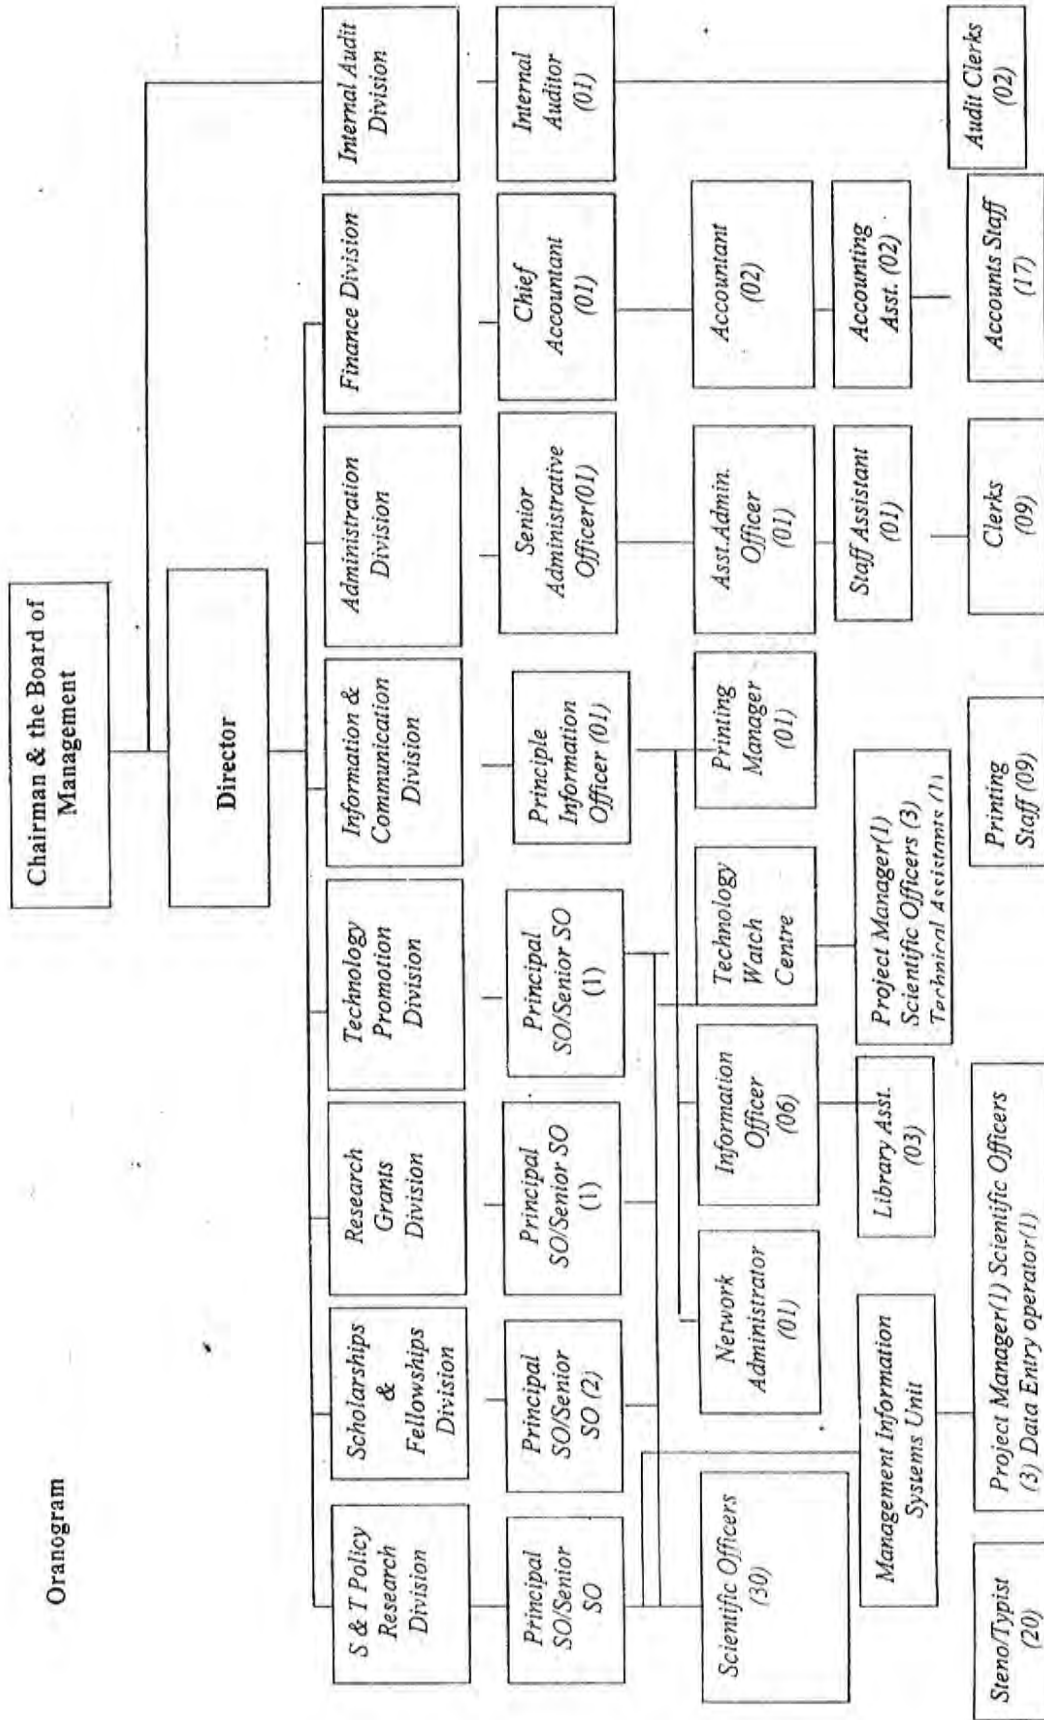 Oranogram
Chairman & the Board of
Management
Director
S & T Policy
Research
Division
Scholarships
&
Fellowships
Division
Research
Grants
Division
Technology
Promotion
Division
Information &
Communication
Division
Administration
Division
Finance Division
Internal Audit
Division
Principal
SO/Senior
SO
Principal
SO/Senior
SO (2)
Principal
SO/Senior SO
(1)
Principal
SO/Senior SO
(1)
Principle
Information
Officer (01)
Senior
Administrative
Officer(01)
Chief
Accountant
(01)
Internal
Auditor
(01)
Scientific Officers
(30)
Network
Administrator
(01)
Information
Officer
(06)
Technology
Watch
Centre
Printing
Manager
(01)
Asst.Admin.
Officer
(01)
Accountant
(02)
Management Information
Systems Unit
Library Asst.
(03)
Project Manager(1)
Scientific Officers (3)
Technical Assistants (1)
Staff Assistant
(01)
Accounting
Asst. (02)
Steno/Typist
(20)
Project Manager(1) Scientific Officers
(3) Data Entry operator(1)
Printing
Staff (09)
Clerks
(09)
Accounts Staff
(17)
Audit Clerks
(02)